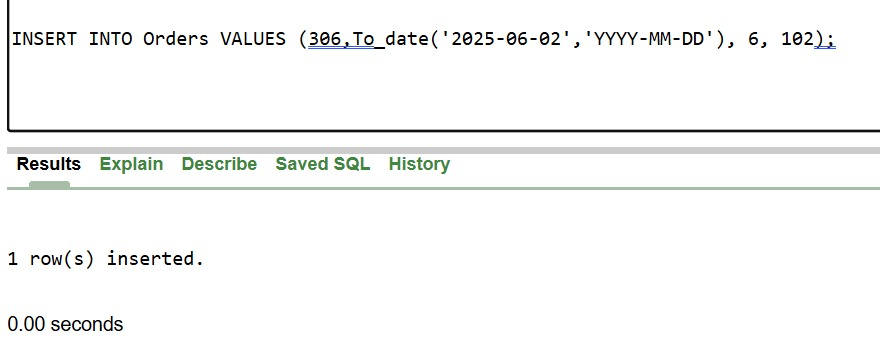 INSERT INTO Orders VALUES (306,To_date('2025-06-02','YYYY-MM-DD'), 6, 102);
Results Explain Describe Saved SQL History
1 row(s) inserted.
0.00 seconds